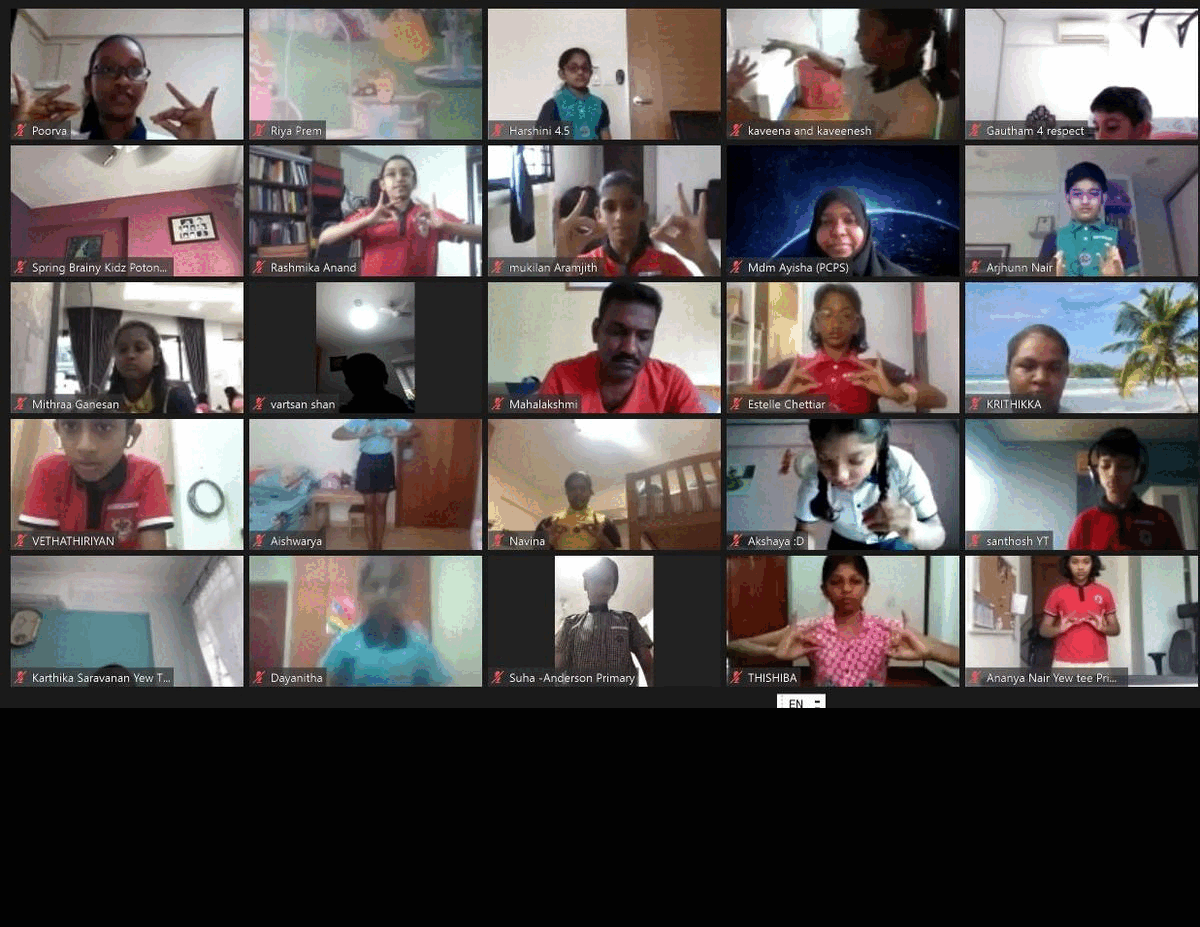 Poorva
Riya Prem
Harshini 4.5
kaveena and kaveenesh
Gautham 4 respect
Spring Brainy Kidz Poton...
Rashmika Anand
mukilan Aramjith
Mdm Ayisha (PCPS)
Arjhunn Nair
Mithraa Ganesan
vartsan shan
Mahalakshmi
Estelle Chettiar
KRITHIKKA
VETHATHIRIYAN
Aishwarya
Navina
Akshaya :D
santhosh YT
Karthika Saravanan Yew T...
Dayanitha
Suha -Anderson Primary
THISHIBA
Ananya Nair Yew tee Pri...
EN